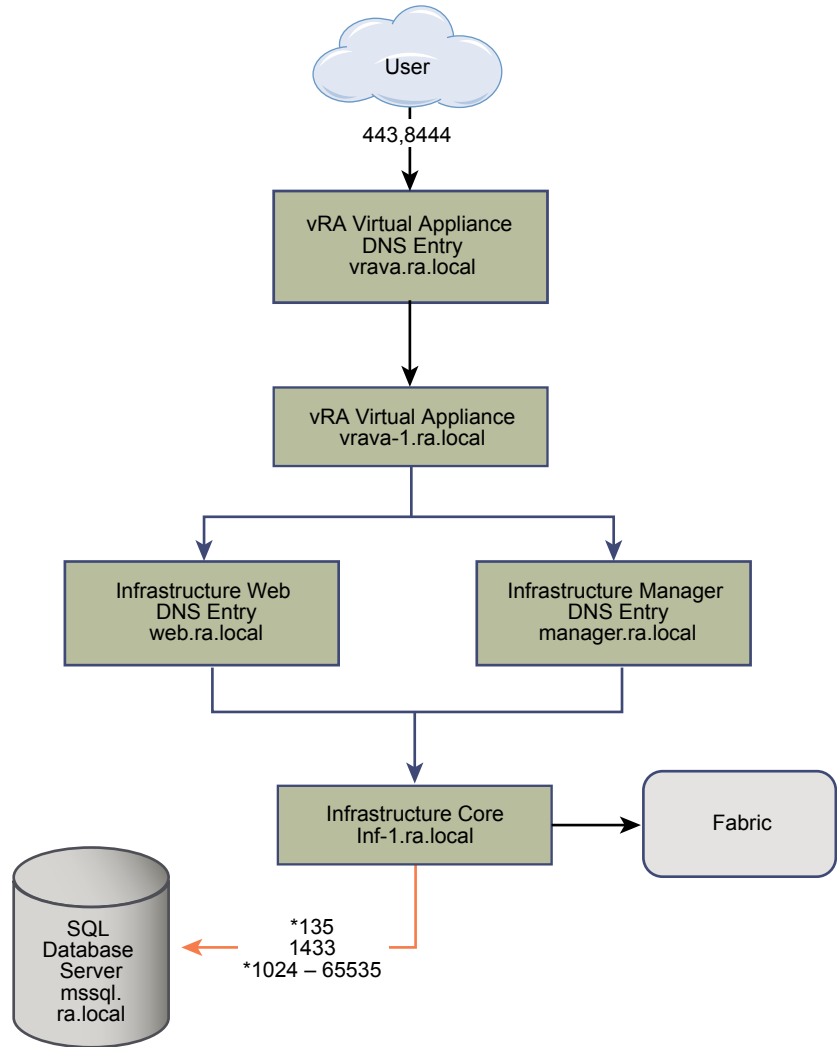 User
443,8444
vRA Virtual Appliance
DNS Entry
vrava.ra.local
vRA Virtual Appliance
vrava-1.ra.local
Infrastructure Web
DNS Entry
web.ra.local
Infrastructure Manager
DNS Entry
manager.ra.local
Infrastructure Core
Inf-1.ra.local
Fabric
*135
1433
*1024 – 65535
SQL
Database
Server
mssql.
ra.local